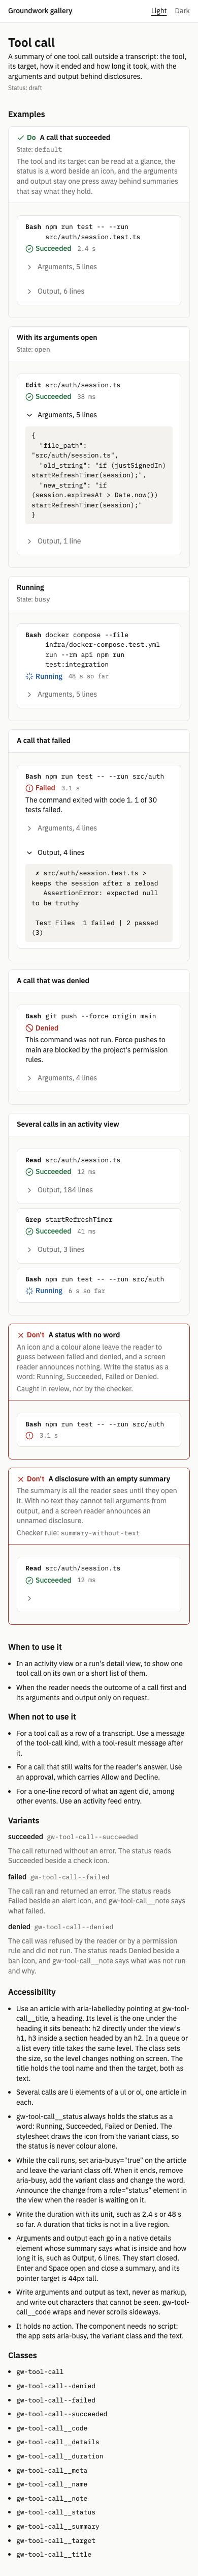 Groundwork gallery Light Dark
Tool call
A summary of one tool call outside a transcript: the tool,
its target, how it ended and how long it took, with the
arguments and output behind disclosures.
Status: draft
Examples
Do A call that succeeded
State: default
The tool and its target can be read at a glance, the
status is a word beside an icon, and the arguments
and output stay one press away behind summaries
that say what they hold.
Bash npm run test -- --run
src/auth/session.test.ts
Succeeded 2.4 s
Arguments, 5 lines
Output, 6 lines
With its arguments open
State: open
Edit src/auth/session.ts
Succeeded 38 ms
Arguments, 5 lines
{
"file_path":
"src/auth/session.ts",
"old_string": "if (justSignedIn)
startRefreshTimer(session);",
"new_string": "if
(session.expiresAt > Date.now())
startRefreshTimer(session);"
}
Output, 1 line
Running
State: busy
Bash docker compose --file
infra/docker-compose.test.yml
run --rm api npm run
test:integration
Running 48 s so far
Arguments, 5 lines
A call that failed
Bash npm run test -- --run src/auth
Failed 3.1 s
The command exited with code 1. 1 of 30
tests failed.
Arguments, 4 lines
Output, 4 lines
✗ src/auth/session.test.ts >
keeps the session after a reload
AssertionError: expected null
to be truthy
Test Files 1 failed | 2 passed
(3)
A call that was denied
Bash git push --force origin main
Denied
This command was not run. Force pushes to
main are blocked by the project's permission
rules.
Arguments, 4 lines
Several calls in an activity view
Read src/auth/session.ts
Succeeded 12 ms
Output, 184 lines
Grep startRefreshTimer
Succeeded 41 ms
Output, 3 lines
Bash npm run test -- --run src/auth
Running 6 s so far
Don't A status with no word
An icon and a colour alone leave the reader to
guess between failed and denied, and a screen
reader announces nothing. Write the status as a
word: Running, Succeeded, Failed or Denied.
Caught in review, not by the checker.
Bash npm run test -- --run src/auth
3.1 s
Don't A disclosure with an empty summary
The summary is all the reader sees until they open
it. With no text they cannot tell arguments from
output, and a screen reader announces an
unnamed disclosure.
Checker rule: summary-without-text
Read src/auth/session.ts
Succeeded 12 ms
When to use it
• In an activity view or a run's detail view, to show one
tool call on its own or a short list of them.
• When the reader needs the outcome of a call first and
its arguments and output only on request.
When not to use it
• For a tool call as a row of a transcript. Use a message
of the tool-call kind, with a tool-result message after
it.
• For a call that still waits for the reader's answer. Use
an approval, which carries Allow and Decline.
• For a one-line record of what an agent did, among
other events. Use an activity feed entry.
Variants
succeeded gw-tool-call--succeeded
The call returned without an error. The status reads
Succeeded beside a check icon.
failed gw-tool-call--failed
The call ran and returned an error. The status reads
Failed beside an alert icon, and gw-tool-call__note says
what failed.
denied gw-tool-call--denied
The call was refused by the reader or by a permission
rule and did not run. The status reads Denied beside a
ban icon, and gw-tool-call__note says what was not run
and why.
Accessibility
• Use an article with aria-labelledby pointing at gw-tool-
call__title, a heading. Its level is one under the
heading it sits beneath: h2 directly under the view's
h1, h3 inside a section headed by an h2. In a queue or
a list every title takes the same level. The class sets
the size, so the level changes nothing on screen. The
title holds the tool name and then the target, both as
text.
• Several calls are li elements of a ul or ol, one article in
each.
• gw-tool-call__status always holds the status as a
word: Running, Succeeded, Failed or Denied. The
stylesheet draws the icon from the variant class, so
the status is never colour alone.
• While the call runs, set aria-busy="true" on the article
and leave the variant class off. When it ends, remove
aria-busy, add the variant class and change the word.
Announce the change from a role="status" element in
the view when the reader is waiting on it.
• Write the duration with its unit, such as 2.4 s or 48 s
so far. A duration that ticks is not in a live region.
• Arguments and output each go in a native details
element whose summary says what is inside and how
long it is, such as Output, 6 lines. They start closed.
Enter and Space open and close a summary, and its
pointer target is 44px tall.
• Write arguments and output as text, never as markup,
and write out characters that cannot be seen. gw-tool-
call__code wraps and never scrolls sideways.
• It holds no action. The component needs no script:
the app sets aria-busy, the variant class and the text.
Classes
• gw-tool-call
• gw-tool-call--denied
• gw-tool-call--failed
• gw-tool-call--succeeded
• gw-tool-call__code
• gw-tool-call__details
• gw-tool-call__duration
• gw-tool-call__meta
• gw-tool-call__name
• gw-tool-call__note
• gw-tool-call__status
• gw-tool-call__summary
• gw-tool-call__target
• gw-tool-call__title